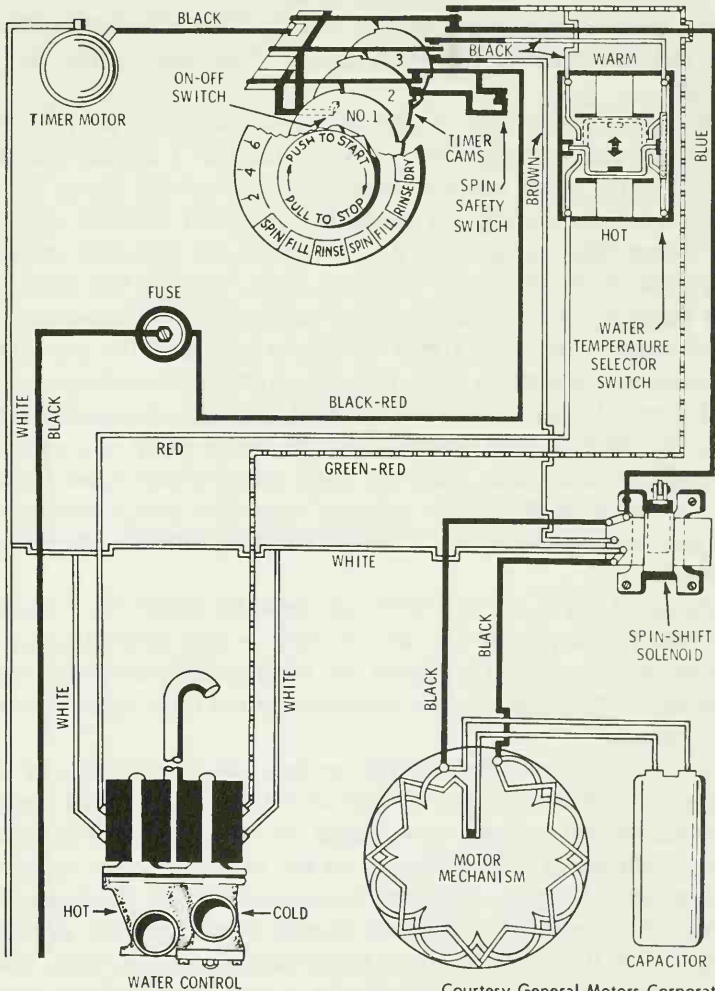 BLACK
TIMER MOTOR
ON-OFF
SWITCH
BLACK
WARM
3
2
NO.1
TIMER
CAMS
SPIN
SAFETY
SWITCH
BROWN
BLUE
HOT
WATER
TEMPERATURE
SELECTOR
SWITCH
PUSH TO START
PULL TO STOP
6
4
2
SPIN
FILL
RINSE
SPIN
FILL
RINSE
DRY
FUSE
WHITE
BLACK
BLACK-RED
RED
GREEN-RED
WHITE
SPIN-SHIFT
SOLENOID
BLACK
BLACK
WHITE
WHITE
MOTOR
MECHANISM
CAPACITOR
HOT
COLD
WATER CONTROL
Courtesy General Motors Corporat